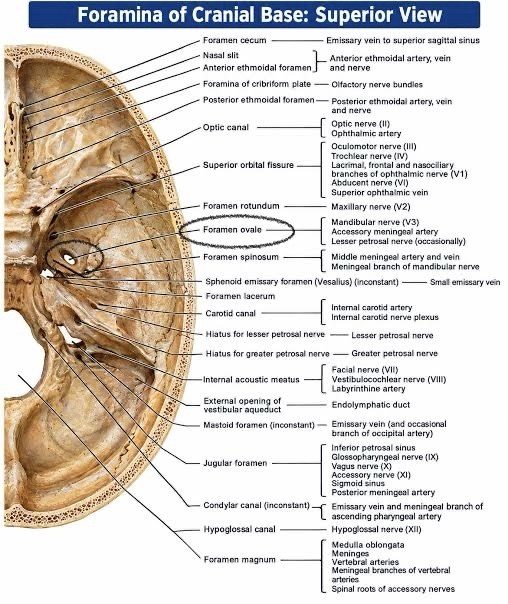 Foramina of Cranial Base: Superior View
Foramen cecum
Emissary vein to superior sagittal sinus
Nasal slit
Anterior ethmoidal foramen
Anterior ethmoidal artery, vein
and nerve
Foramina of cribriform plate
Olfactory nerve bundles
Posterior ethmoidal foramen
Posterior ethmoidal artery, vein
and nerve
Optic canal
Optic nerve (II)
Ophthalmic artery
Superior orbital fissure
Oculomotor nerve (III)
Trochlear nerve (IV)
Lacrimal, frontal and nasociliary
branches of ophthalmic nerve (V1)
Abducent nerve (VI)
Superior ophthalmic vein
Foramen rotundum
Maxillary nerve (V2)
Foramen ovale
Mandibular nerve (V3)
Accessory meningeal artery
Lesser petrosal nerve (occasionally)
Foramen spinosum
Middle meningeal artery and vein
Meningeal branch of mandibular nerve
Sphenoid emissary foramen (Vesalius) (inconstant)
Small emissary vein
Foramen lacerum
Carotid canal
Internal carotid artery
Internal carotid nerve plexus
Hiatus for lesser petrosal nerve
Lesser petrosal nerve
Hiatus for greater petrosal nerve
Greater petrosal nerve
Internal acoustic meatus
Facial nerve (VII)
Vestibulocochlear nerve (VIII)
Labyrinthine artery
External opening of
vestibular aqueduct
Endolymphatic duct
Mastoid foramen (inconstant)
Emissary vein (and occasional
branch of occipital artery)
Jugular foramen
Inferior petrosal sinus
Glossopharyngeal nerve (IX)
Vagus nerve (X)
Accessory nerve (XI)
Sigmoid sinus
Posterior meningeal artery
Condylar canal (inconstant)
Emissary vein and meningeal branch of
ascending pharyngeal artery
Hypoglossal canal
Hypoglossal nerve (XII)
Foramen magnum
Medulla oblongata
Meninges
Vertebral arteries
Meningeal branches of vertebral
arteries
Spinal roots of accessory nerves